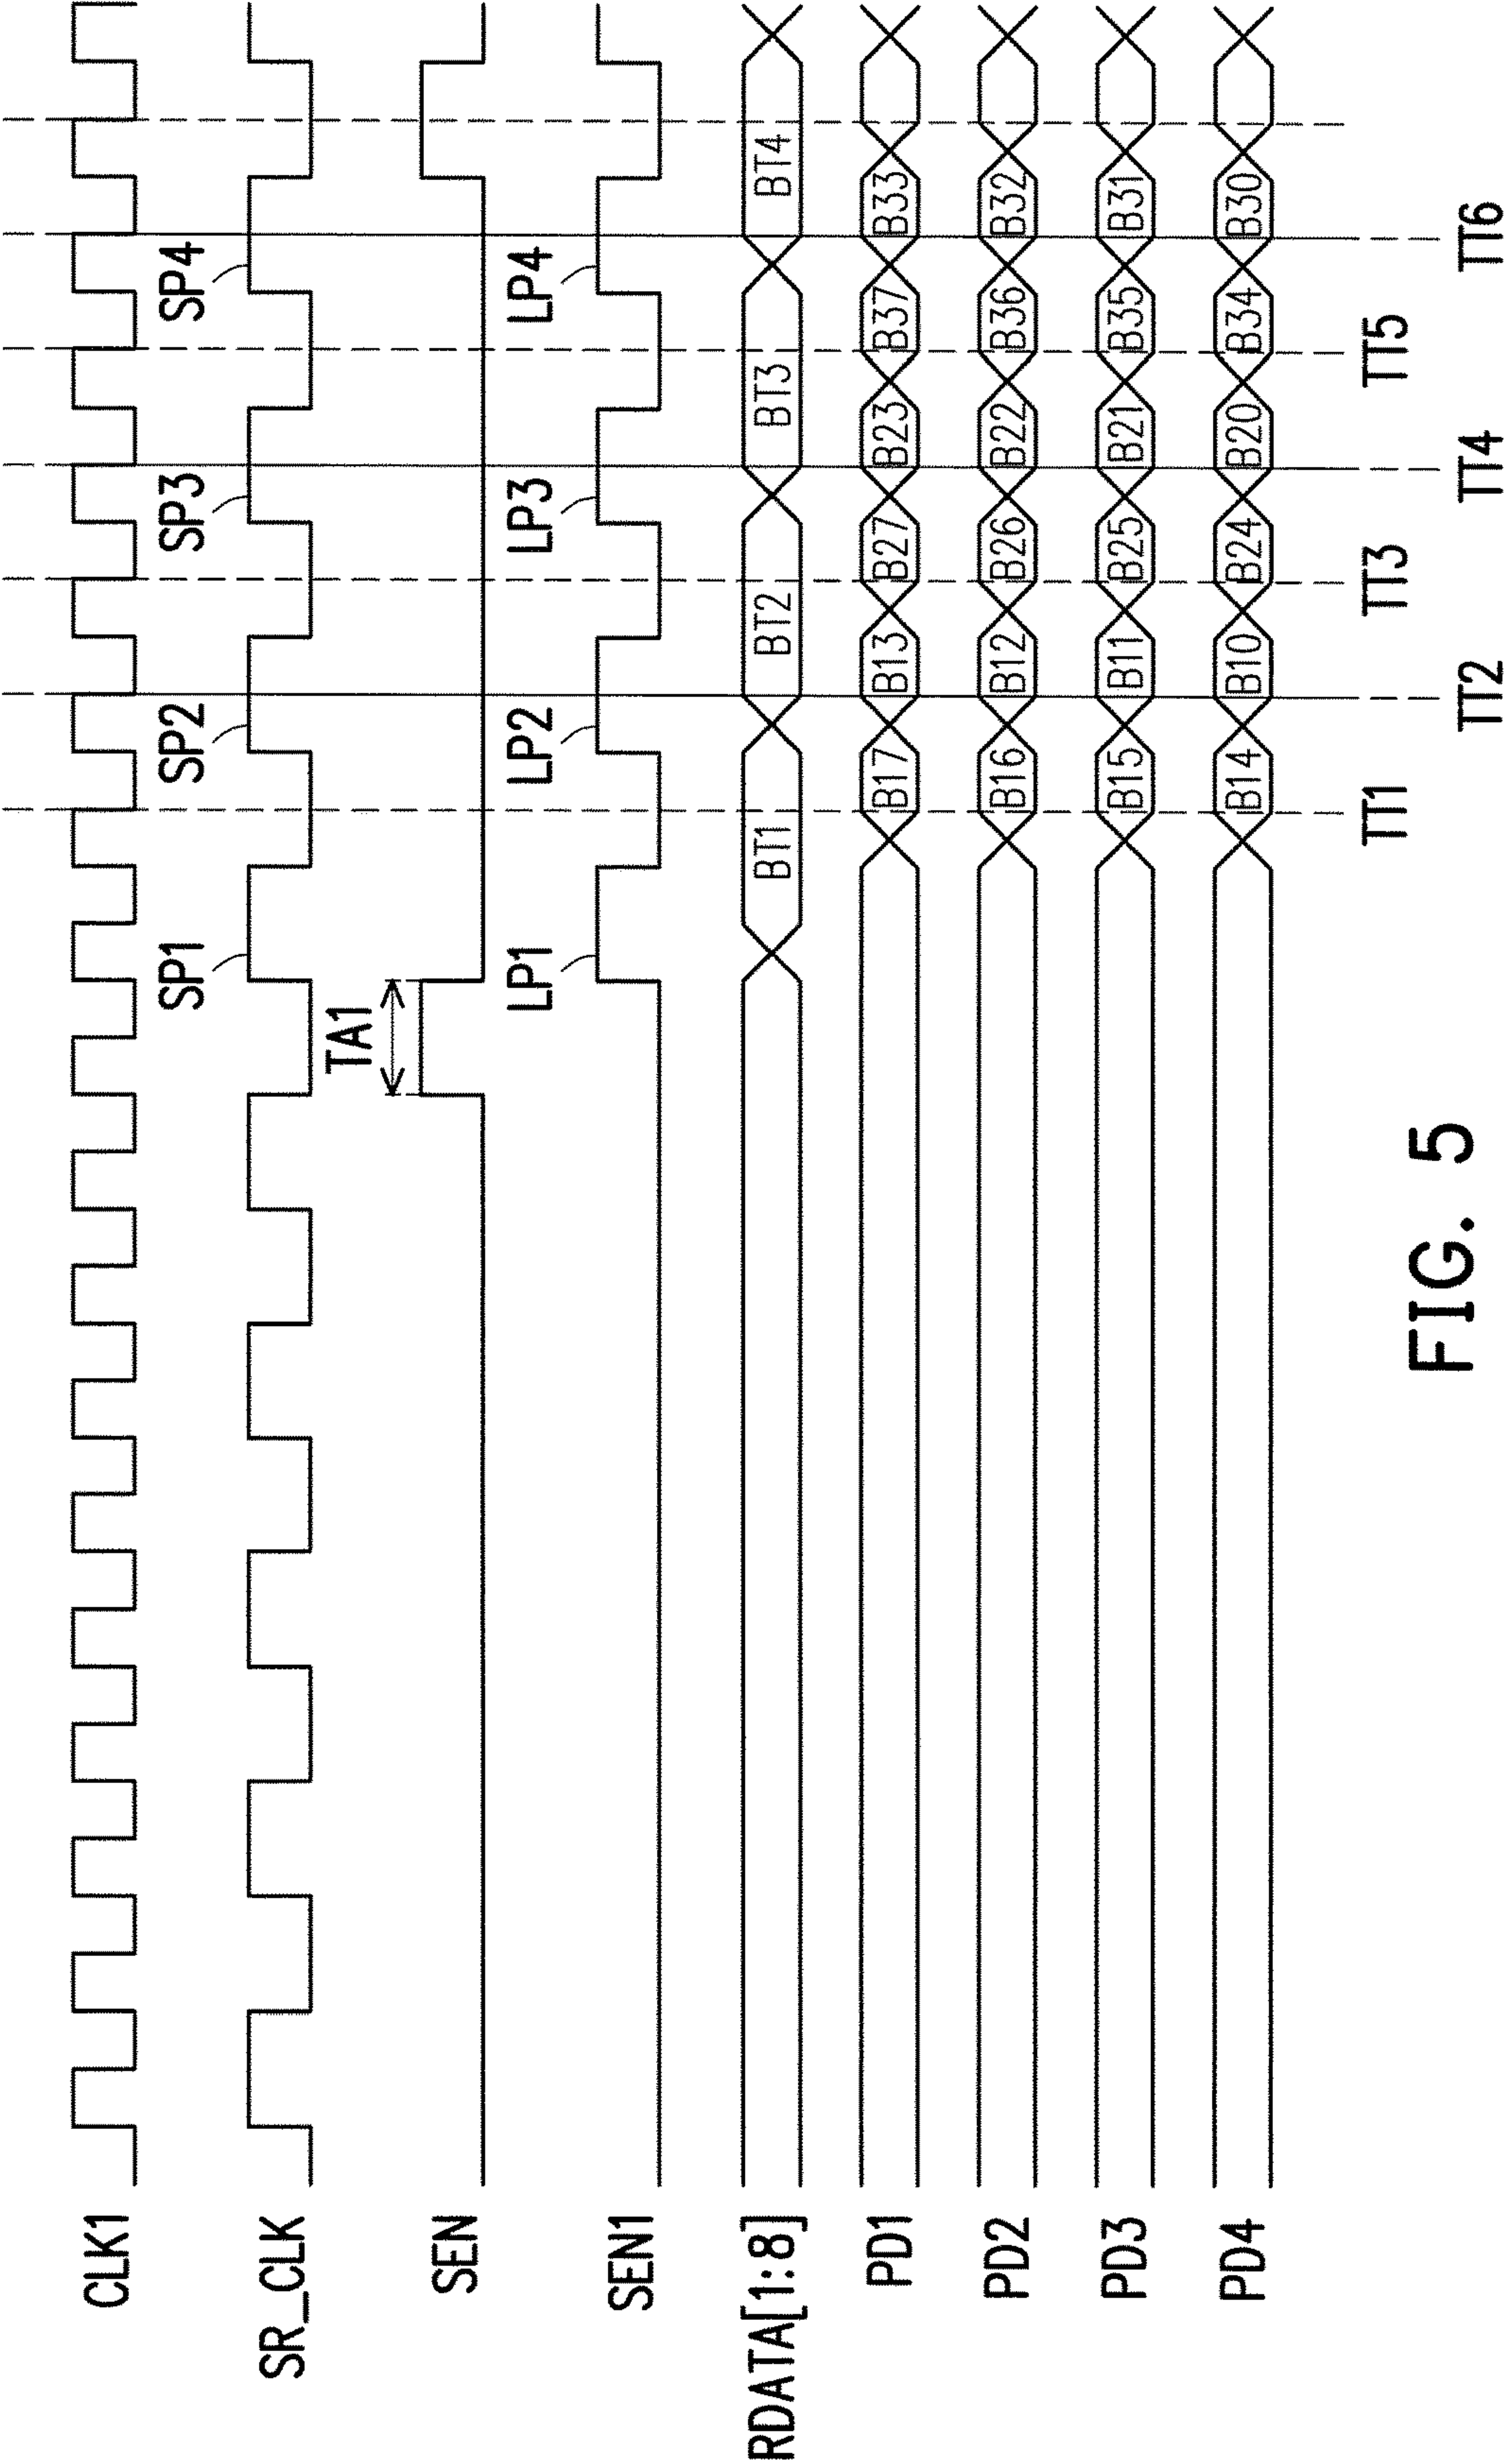 CLK1
SR_CLK
SP1 SP2 SP3 SP4
SEN
TA1
SEN1
LP1 LP2 LP3 LP4
RDATA[1:8] BT1 BT2 BT3 BT4
PD1 B17 B13 B27 B23 B37 B33
PD2 B16 B12 B26 B22 B36 B32
PD3 B15 B11 B25 B21 B35 B31
PD4 B14 B10 B24 B20 B34 B30
TT1 TT3 TT5
TT2 TT4 TT6
FIG. 5